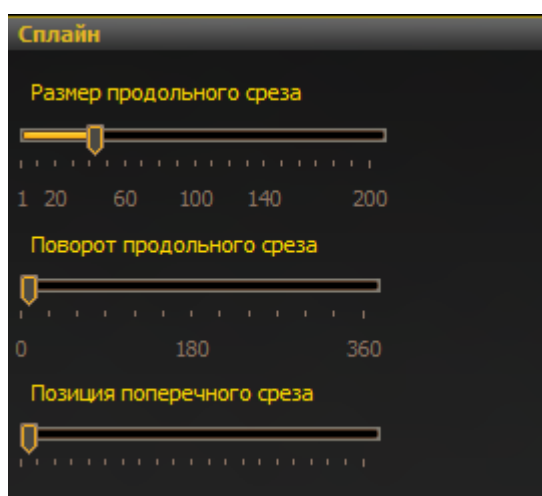 Сплайн
Размер продольного среза
1 20 60 100 140 200
Поворот продольного среза
0 180 360
Позиция поперечного среза